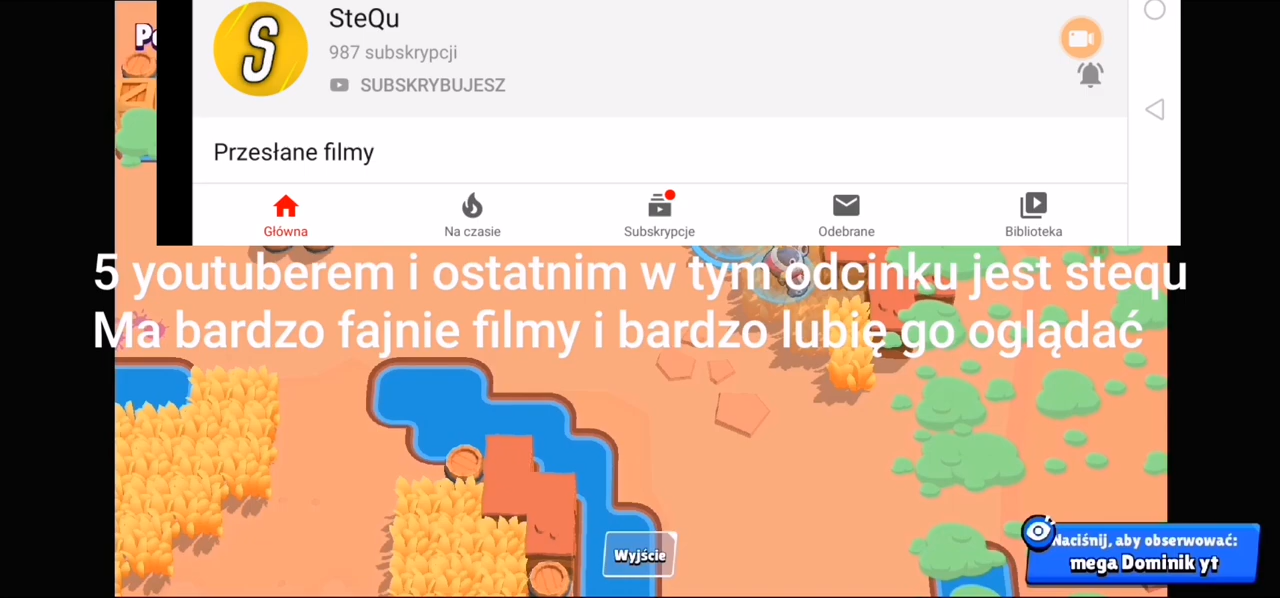 SteQu
987 subskrypcji
SUBSKRYBUJESZ
Przesłane filmy
Główna
Na czasie
Subskrypcje
Odebrane
Biblioteka
5 youtuberem i ostatnim w tym odcinku jest stequ
Ma bardzo fajnie filmy i bardzo lubię go oglądać
Wyjście
Naciśnij, aby obserwować:
mega Dominik yt